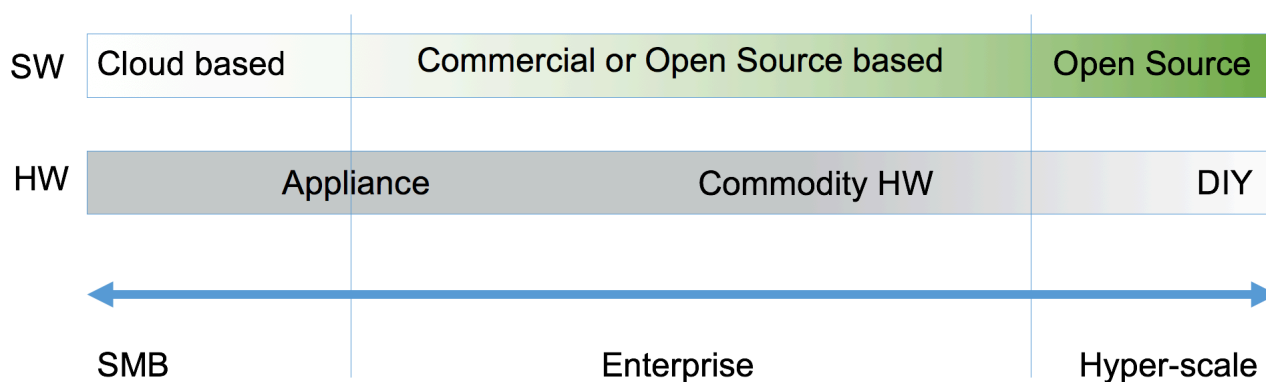 SW Cloud based Commercial or Open Source based Open Source
HW Appliance Commodity HW DIY
SMB Enterprise Hyper-scale